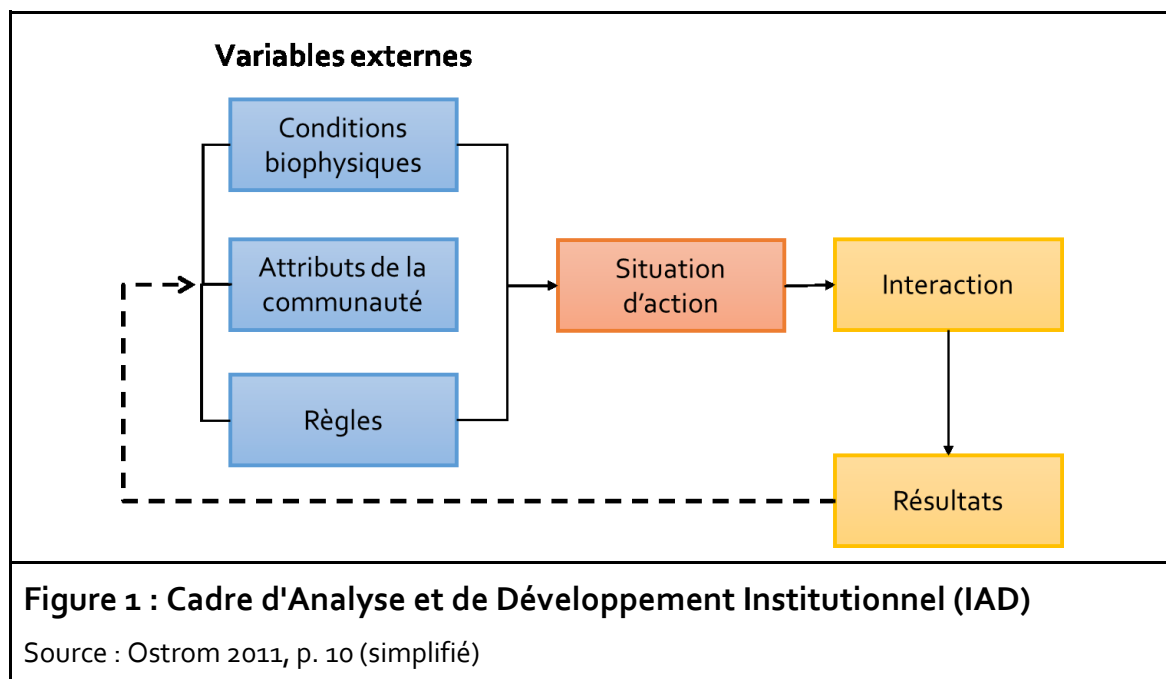 Variables externes
Conditions
biophysiques
Attributs de la
communauté
Règles
Situation
d'action
Interaction
Résultats
Figure 1 : Cadre d'Analyse et de Développement Institutionnel (IAD)
Source : Ostrom 2011, p. 10 (simplifié)